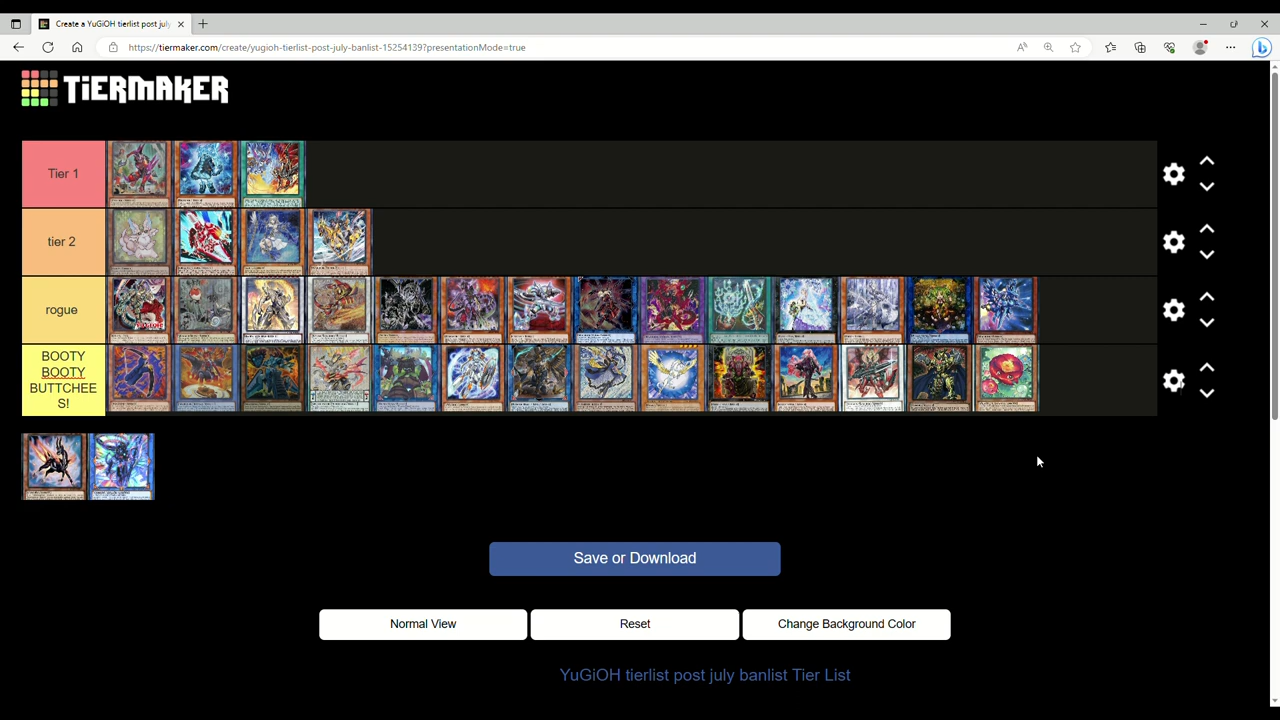 Create a YuGiOH tierlist post jul
https://tiermaker.com/create/yugioh-tierlist-post-july-banlist-15254139?presentationMode=true
TiERMAKER
Tier 1
tier 2
rogue
BOOTY
BOOTY
BUTTCHEE
S!
Save or Download
Normal View
Reset
Change Background Color
YuGiOH tierlist post july banlist Tier List